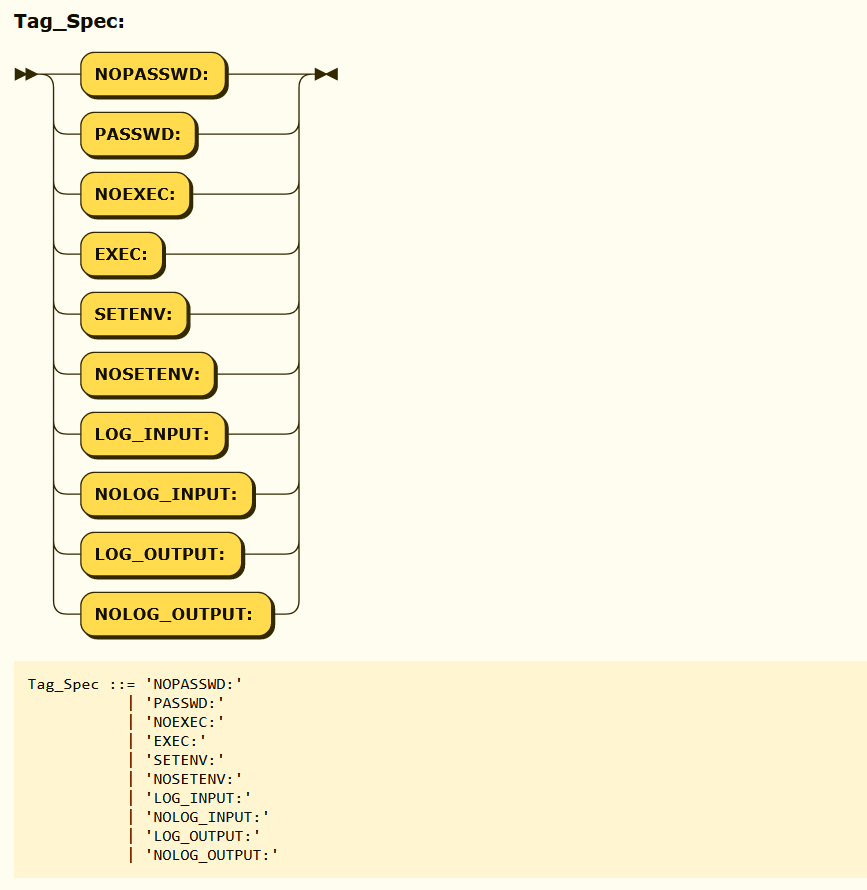 Tag_Spec:
NOPASSWD:
PASSWD:
NOEXEC:
EXEC:
SETENV:
NOSETENV:
LOG_INPUT:
NOLOG_INPUT:
LOG_OUTPUT:
NOLOG_OUTPUT:
Tag_Spec ::= 'NOPASSWD:'
| 'PASSWD:'
| 'NOEXEC:'
| 'EXEC:'
| 'SETENV:'
| 'NOSETENV:'
| 'LOG_INPUT:'
| 'NOLOG_INPUT:'
| 'LOG_OUTPUT:'
| 'NOLOG_OUTPUT:'